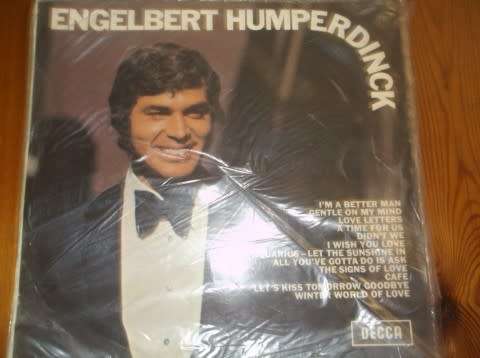 ENGELBERT HUMPERDINCK
I'M A BETTER MAN
GENTLE ON MY MIND
LOVE LETTERS
A TIME FOR US
DIDN'T WE
I WISH YOU LOVE
QUARIUS-LET THE SUNSHINE IN
ALL YOU'VE GOTTA DO IS ASK
THE SIGNS OF LOVE
CAFE
LET'S KISS TOMORROW GOODBYE
WINTER WORLD OF LOVE
DECCA